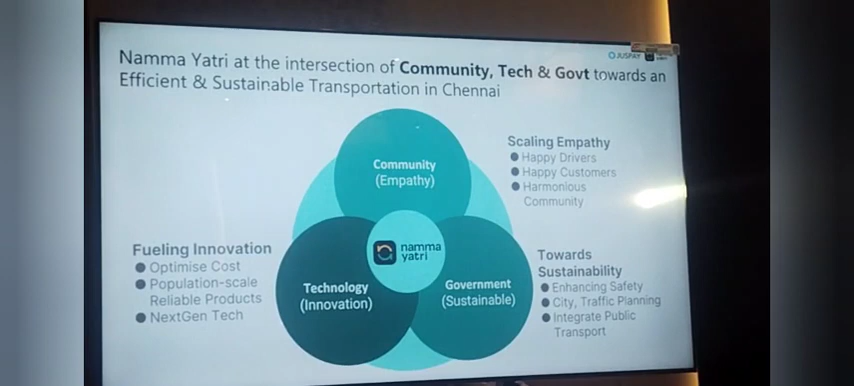 Namma Yatri at the intersection of Community, Tech & Govt towards an
Efficient & Sustainable Transportation in Chennai
JUSPAY
Community
(Empathy)
Scaling Empathy
Happy Drivers
Happy Customers
Harmonious
Community
Fueling Innovation
Optimise Cost
Population-scale
Reliable Products
NextGen Tech
namma
yatri
Technology
(Innovation)
Government
(Sustainable)
Towards
Sustainability
Enhancing Safety
City, Traffic Planning
Integrate Public
Transport